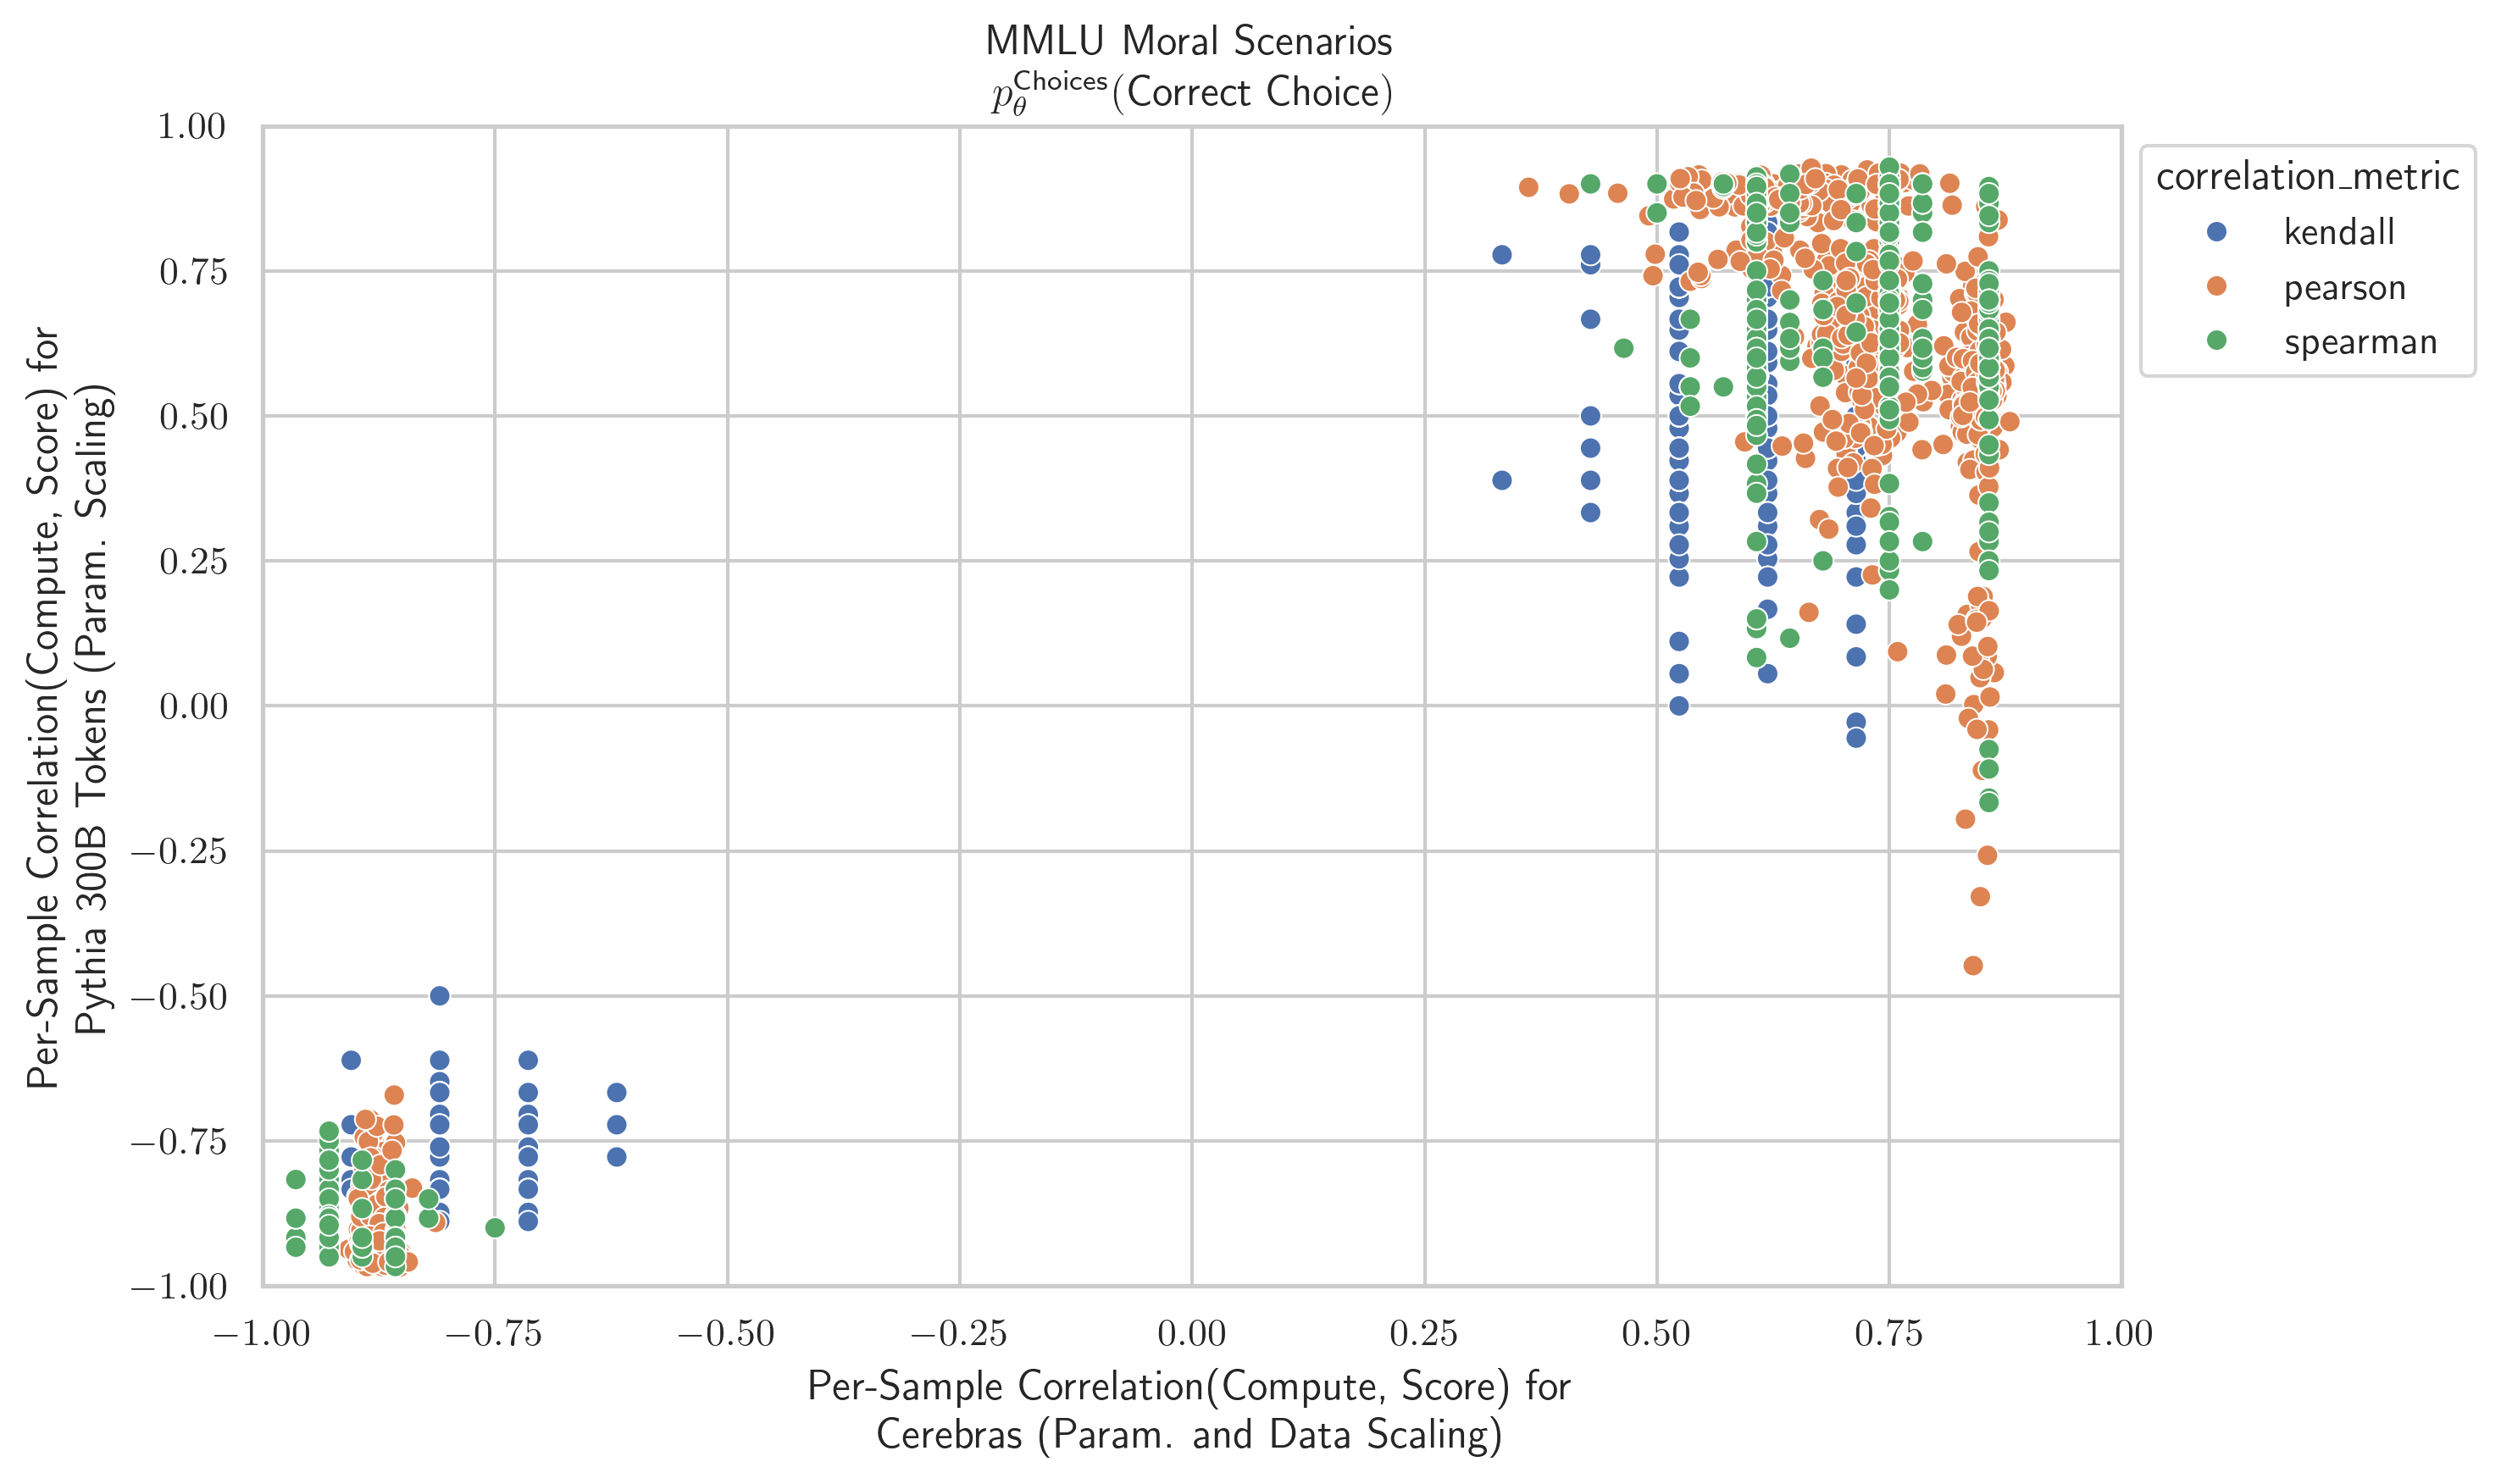 MMLU Moral Scenarios
p_θ^Choices(Correct Choice)
1.00
0.75
0.50
0.25
0.00
−0.25
−0.50
−0.75
−1.00
Per-Sample Correlation(Compute, Score) for
Pythia 300B Tokens (Param. Scaling)
correlation_metric
kendall
pearson
spearman
−1.00 −0.75 −0.50 −0.25 0.00 0.25 0.50 0.75 1.00
Per-Sample Correlation(Compute, Score) for
Cerebras (Param. and Data Scaling)